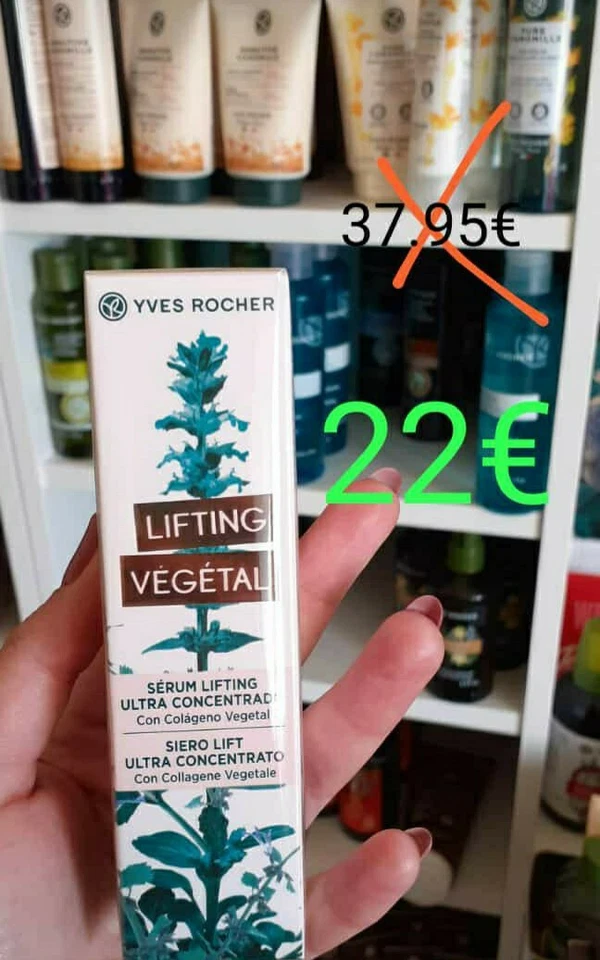 37.95€
YVES ROCHER
22€
LIFTING
VÉGÉTAL
SÉRUM LIFTING
ULTRA CONCENTRAD
Con Colágeno Vegetal
SIERO LIFT
ULTRA CONCENTRATO
Con Collagene Vegetale